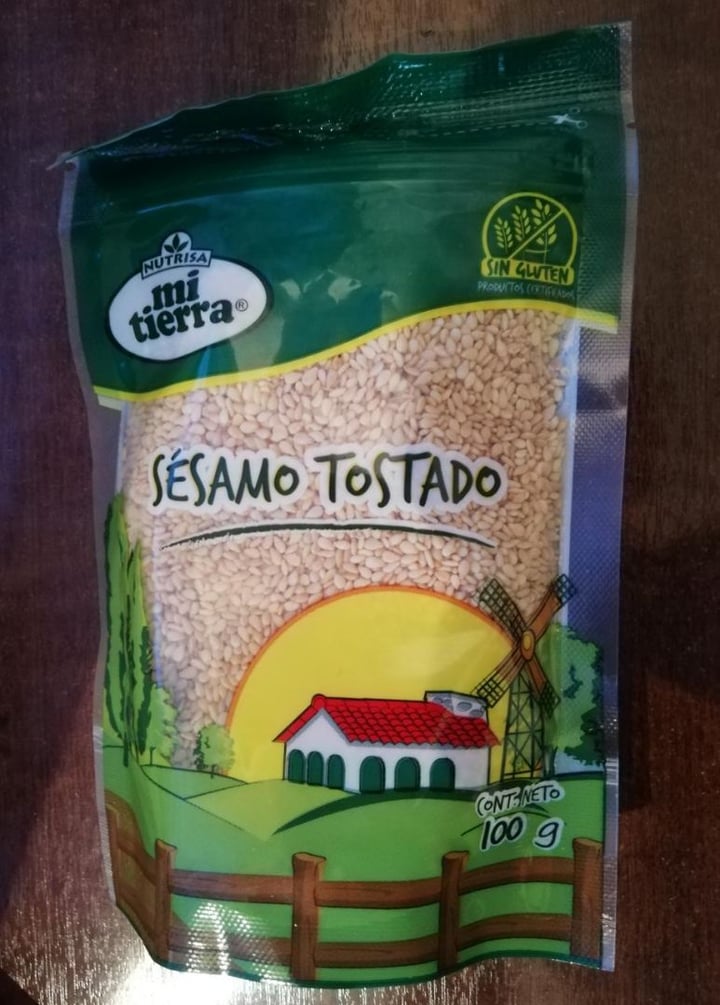 NUTRISA
mi
tierra®
SIN GLUTEN
PRODUCTOS CERTIFICADOS
SÉSAMO TOSTADO
CONT. NETO
100 g